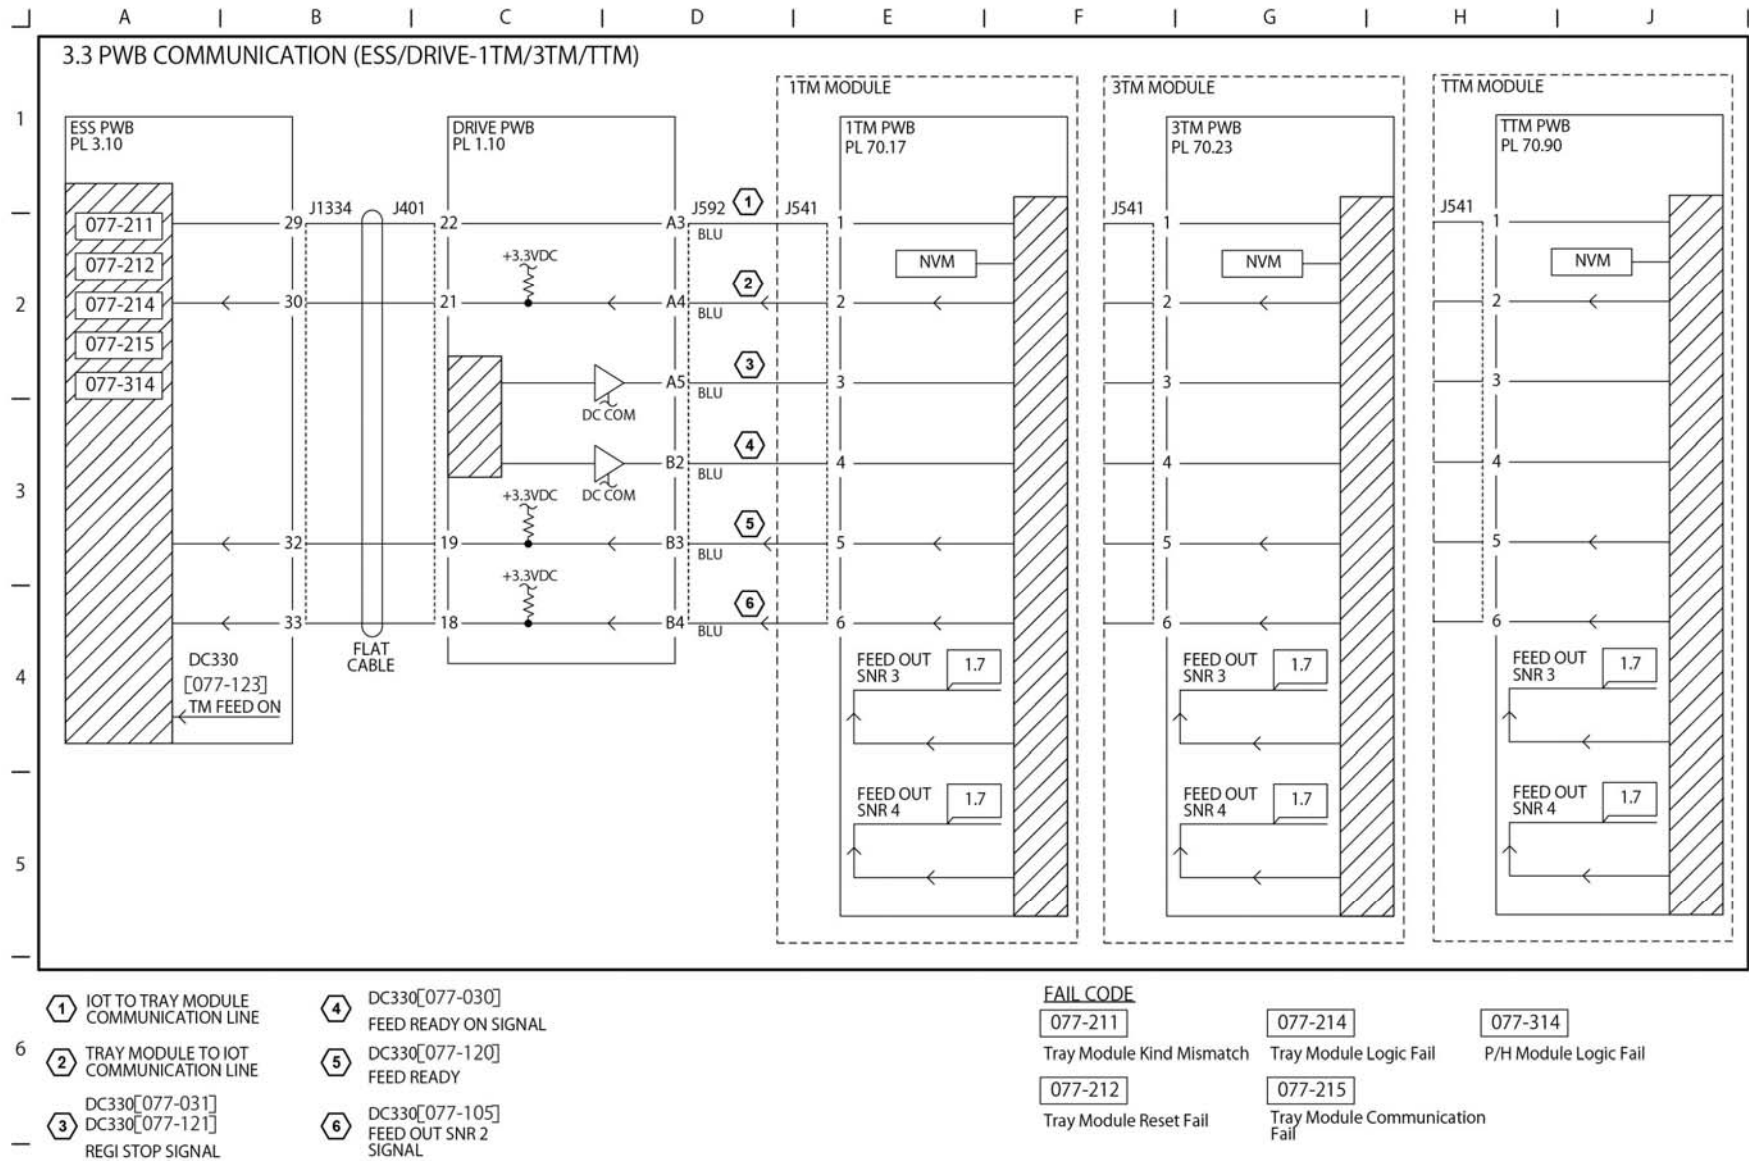 A B C D E F G H J
3.3 PWB COMMUNICATION (ESS/DRIVE-1TM/3TM/TTM)
1TM MODULE
3TM MODULE
TTM MODULE
1
ESS PWB
PL 3.10
DRIVE PWB
PL 1.10
1TM PWB
PL 70.17
3TM PWB
PL 70.23
TTM PWB
PL 70.90
J1334 J401 J592 1 J541 J541 J541
077-211 29 22 A3 BLU 1 1 1
077-212 +3.3VDC NVM NVM NVM
2
077-214 30 21 A4 2 BLU 2 2 2
077-215
077-314 A5 3 BLU 3 3 3
DC COM
B2 4 BLU 4 4 4
DC COM
3
+3.3VDC
32 19 B3 5 BLU 5 5 5
+3.3VDC
33 18 B4 6 BLU 6 6 6
FLAT
CABLE
4
DC330
[077-123]
TM FEED ON
FEED OUT
SNR 3
1.7
FEED OUT
SNR 3
1.7
FEED OUT
SNR 3
1.7
FEED OUT
SNR 4
1.7
FEED OUT
SNR 4
1.7
FEED OUT
SNR 4
1.7
5
6
1 IOT TO TRAY MODULE
COMMUNICATION LINE
2 TRAY MODULE TO IOT
COMMUNICATION LINE
3 DC330[077-031]
DC330[077-121]
REGI STOP SIGNAL
4 DC330[077-030]
FEED READY ON SIGNAL
5 DC330[077-120]
FEED READY
6 DC330[077-105]
FEED OUT SNR 2
SIGNAL
FAIL CODE
077-211
Tray Module Kind Mismatch
077-212
Tray Module Reset Fail
077-214
Tray Module Logic Fail
077-215
Tray Module Communication
Fail
077-314
P/H Module Logic Fail